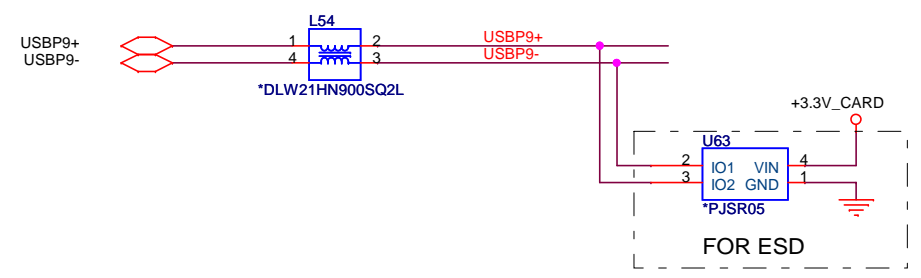 L54
USBP9+ 1 2 USBP9+
USBP9- 4 3 USBP9-
*DLW21HN900SQ2L
+3.3V_CARD
U63
2 IO1 VIN 4
3 IO2 GND 1
*PJSR05
FOR ESD